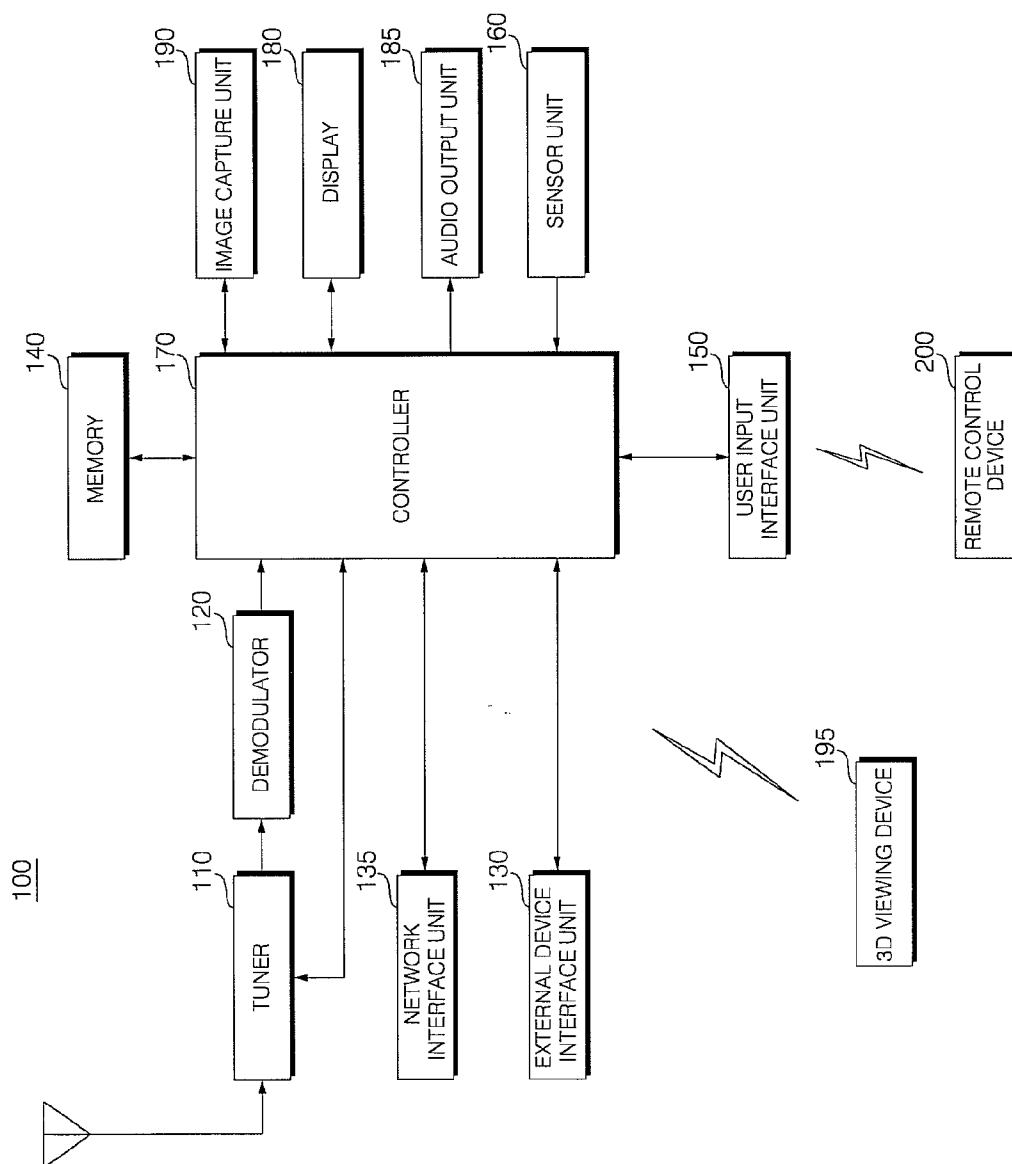 100
110
TUNER
120
DEMODULATOR
135
NETWORK
INTERFACE UNIT
130
EXTERNAL DEVICE
INTERFACE UNIT
140
MEMORY
170
CONTROLLER
190
IMAGE CAPTURE UNIT
180
DISPLAY
185
AUDIO OUTPUT UNIT
160
SENSOR UNIT
150
USER INPUT
INTERFACE UNIT
195
3D VIEWING DEVICE
200
REMOTE CONTROL
DEVICE